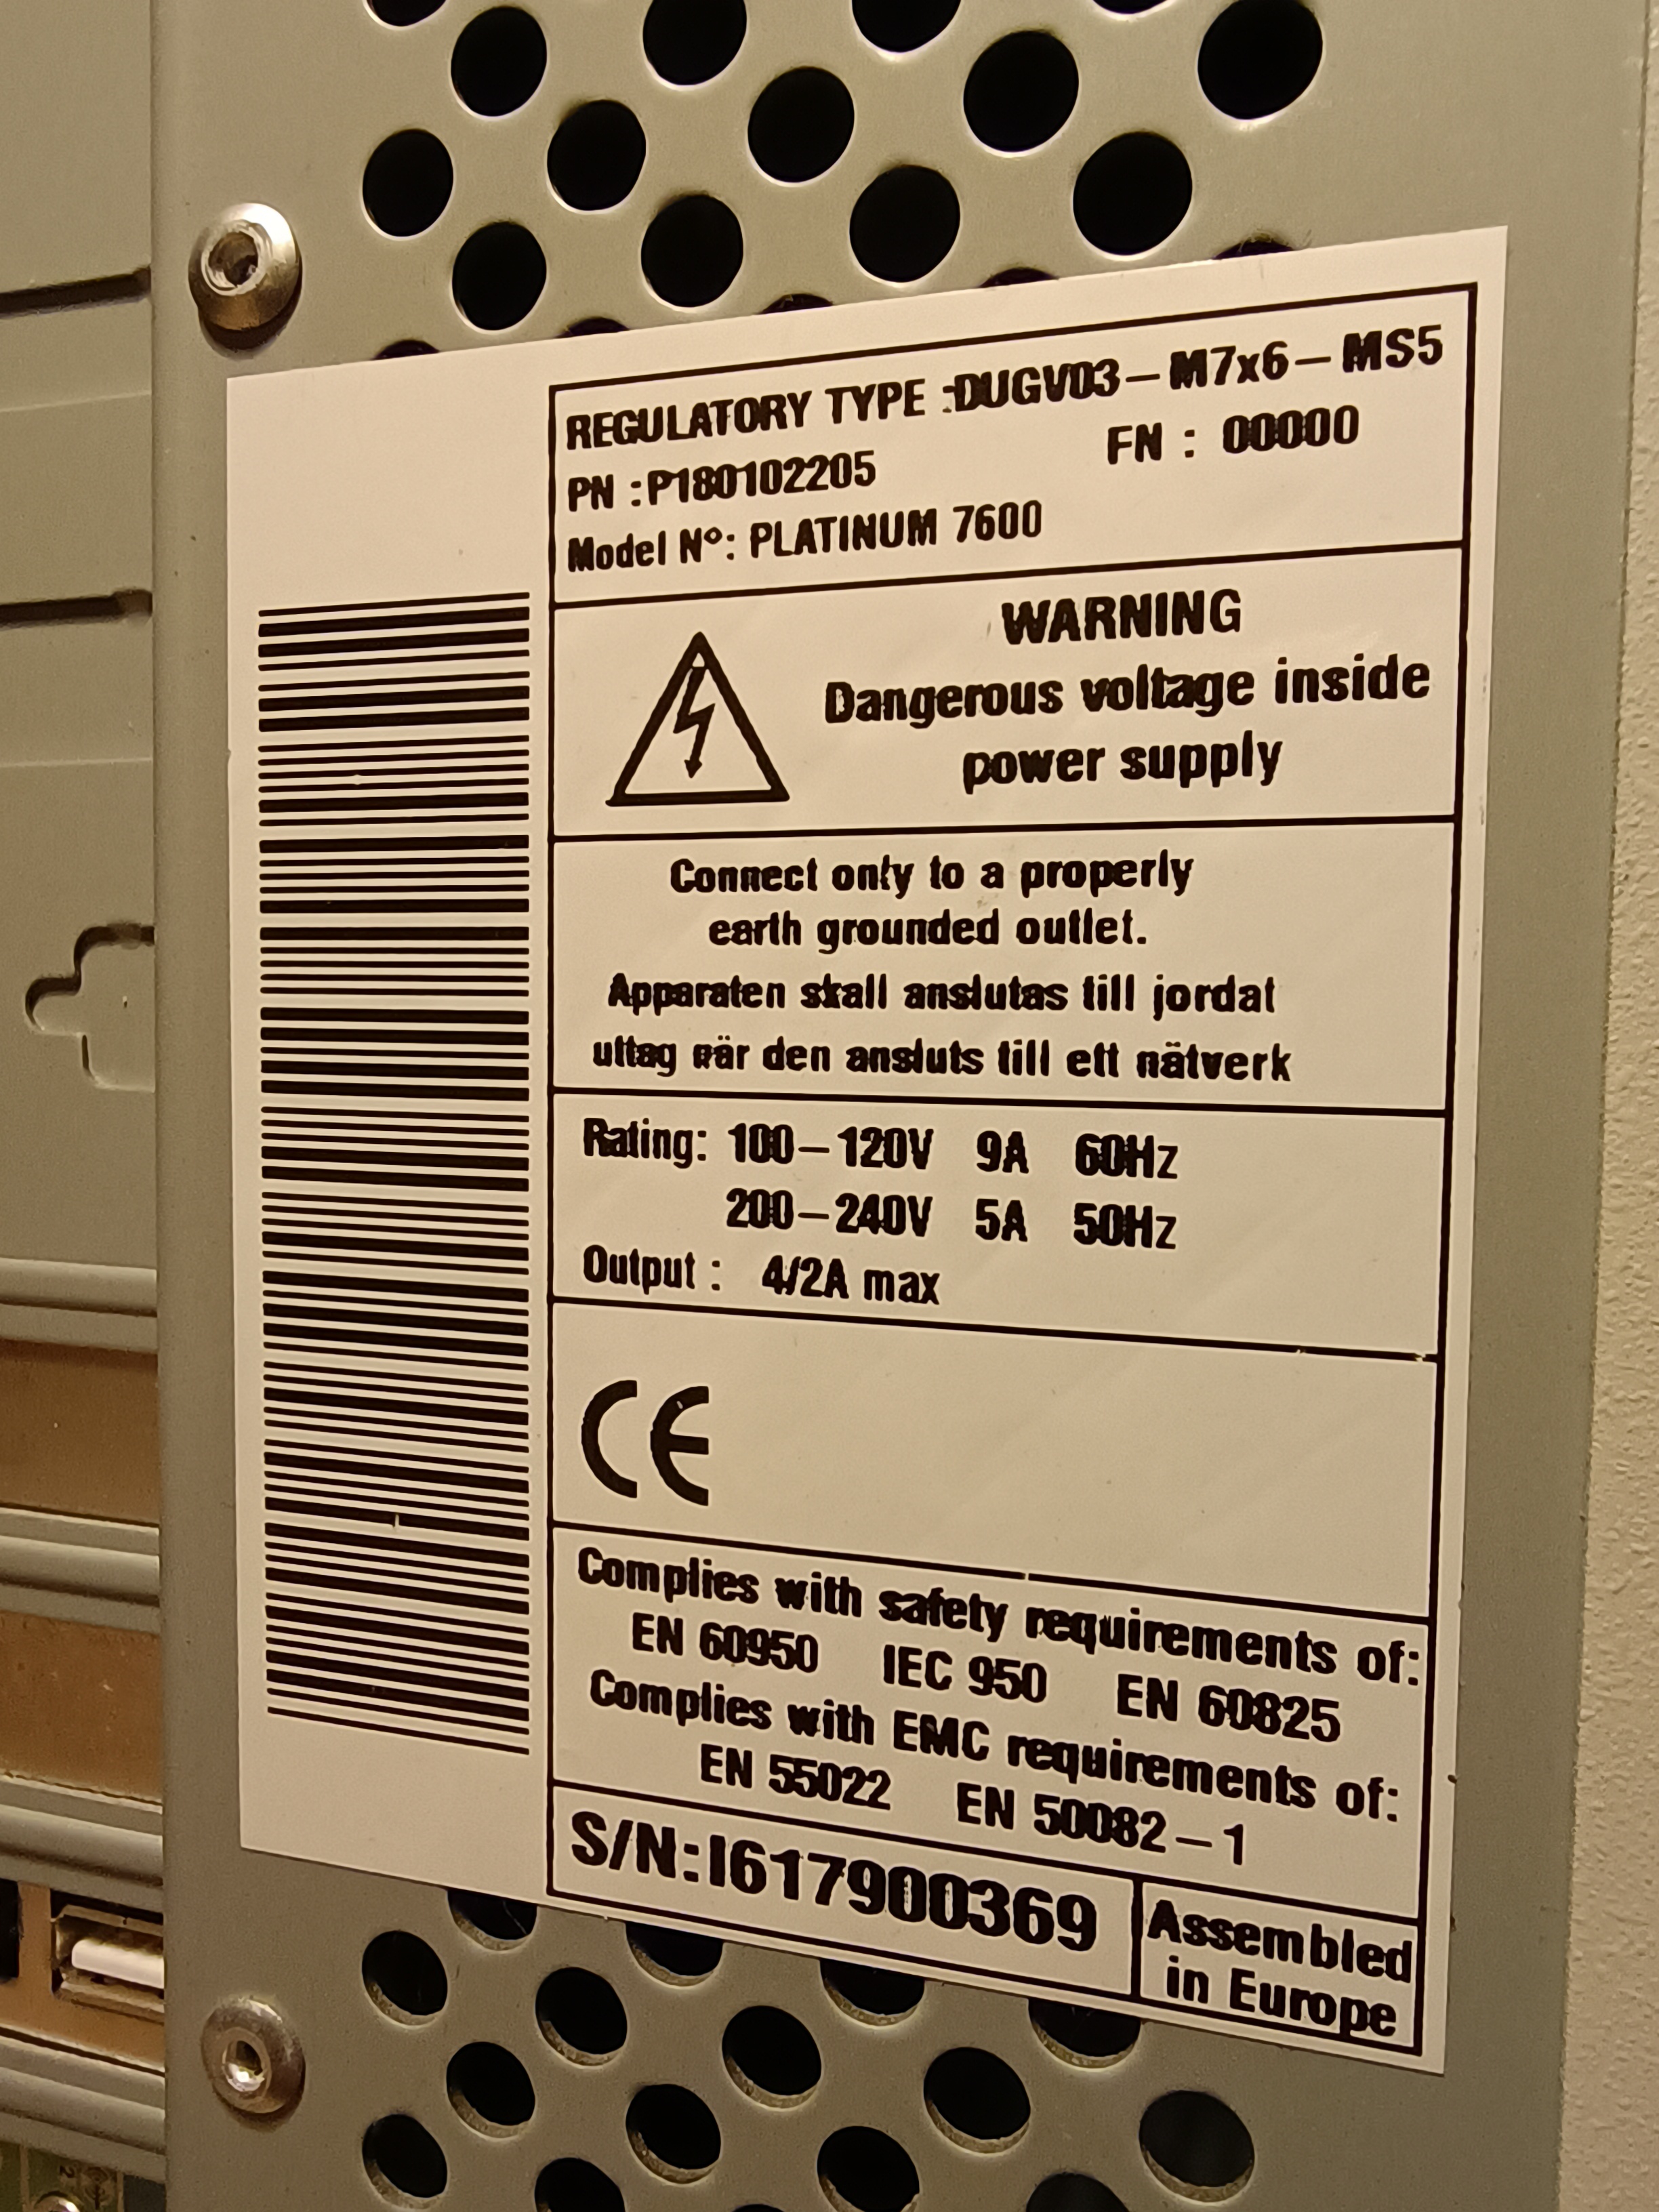 REGULATORY TYPE :DUGV03-M7x6-MS5
PN :P180102205 FN : 00000
Model Nº: PLATINUM 7600
WARNING
Dangerous voltage inside
power supply
Connect only to a properly
earth grounded outlet.
Apparaten skall anslutas till jordat
uttag när den ansluts till ett nätverk
Rating: 100-120V 9A 60Hz
200-240V 5A 50Hz
Output : 4/2A max
CE
Complies with safety requirements of:
EN 60950 IEC 950 EN 60825
Complies with EMC requirements of:
EN 55022 EN 50082-1
S/N:I617900369
Assembled
in Europe